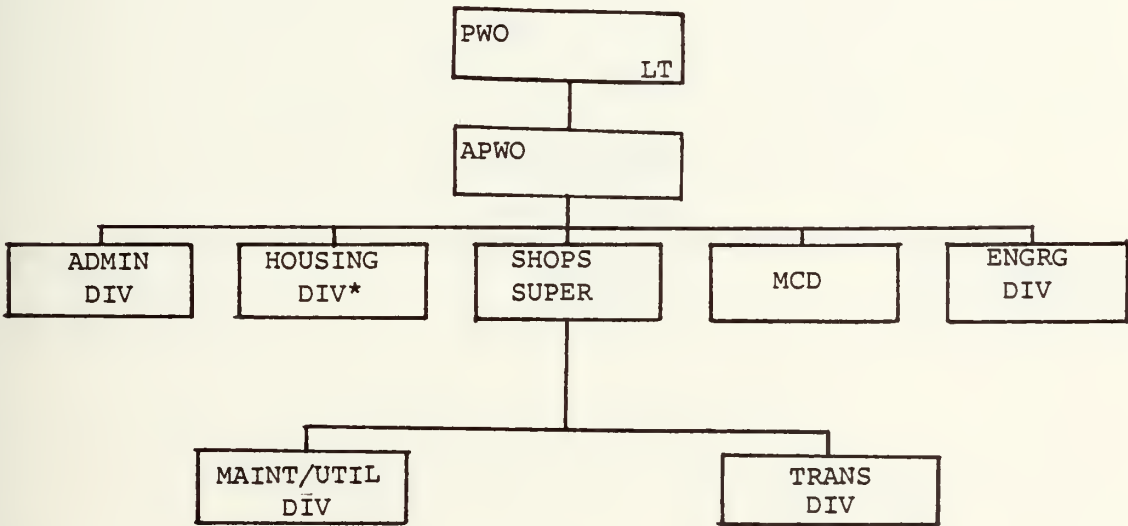 PWO
LT
APWO
ADMIN
DIV
HOUSING
DIV*
SHOPS
SUPER
MCD
ENGRG
DIV
MAINT/UTIL
DIV
TRANS
DIV